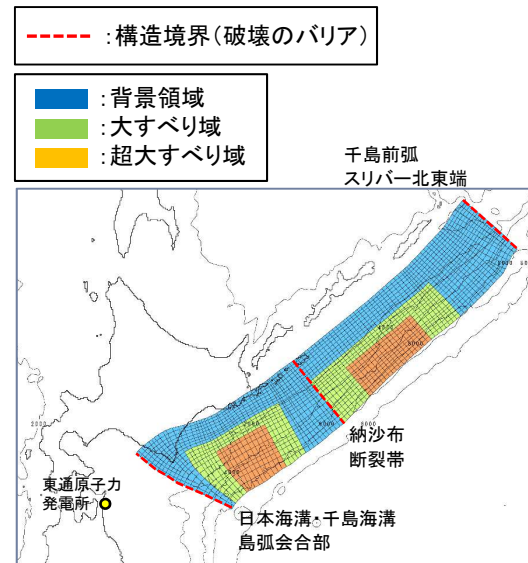 :構造境界(破壊のバリア)
:背景領域
:大すべり域
:超大すべり域
千島前弧
スリバー北東端
納沙布
断裂帯
東通原子力
発電所
日本海溝・千島海溝
島弧会合部